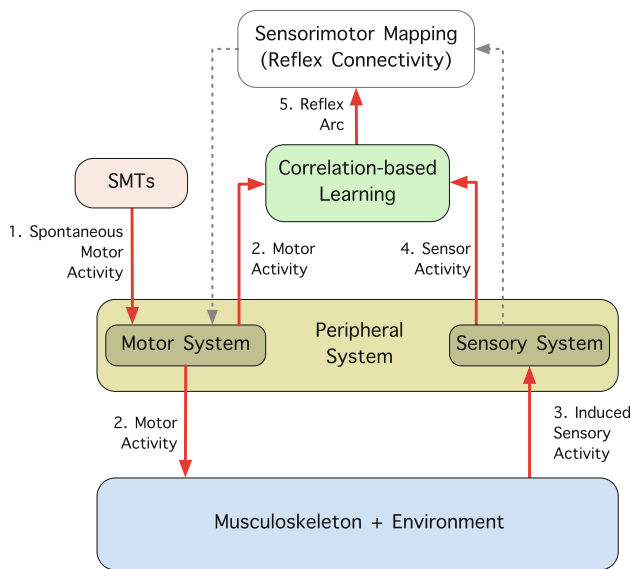 Sensorimotor Mapping
(Reflex Connectivity)
5. Reflex
Arc
Correlation-based
Learning
SMTs
1. Spontaneous
Motor
Activity
2. Motor
Activity
4. Sensor
Activity
Motor System
Peripheral
System
Sensory System
2. Motor
Activity
3. Induced
Sensory
Activity
Musculoskeleton + Environment